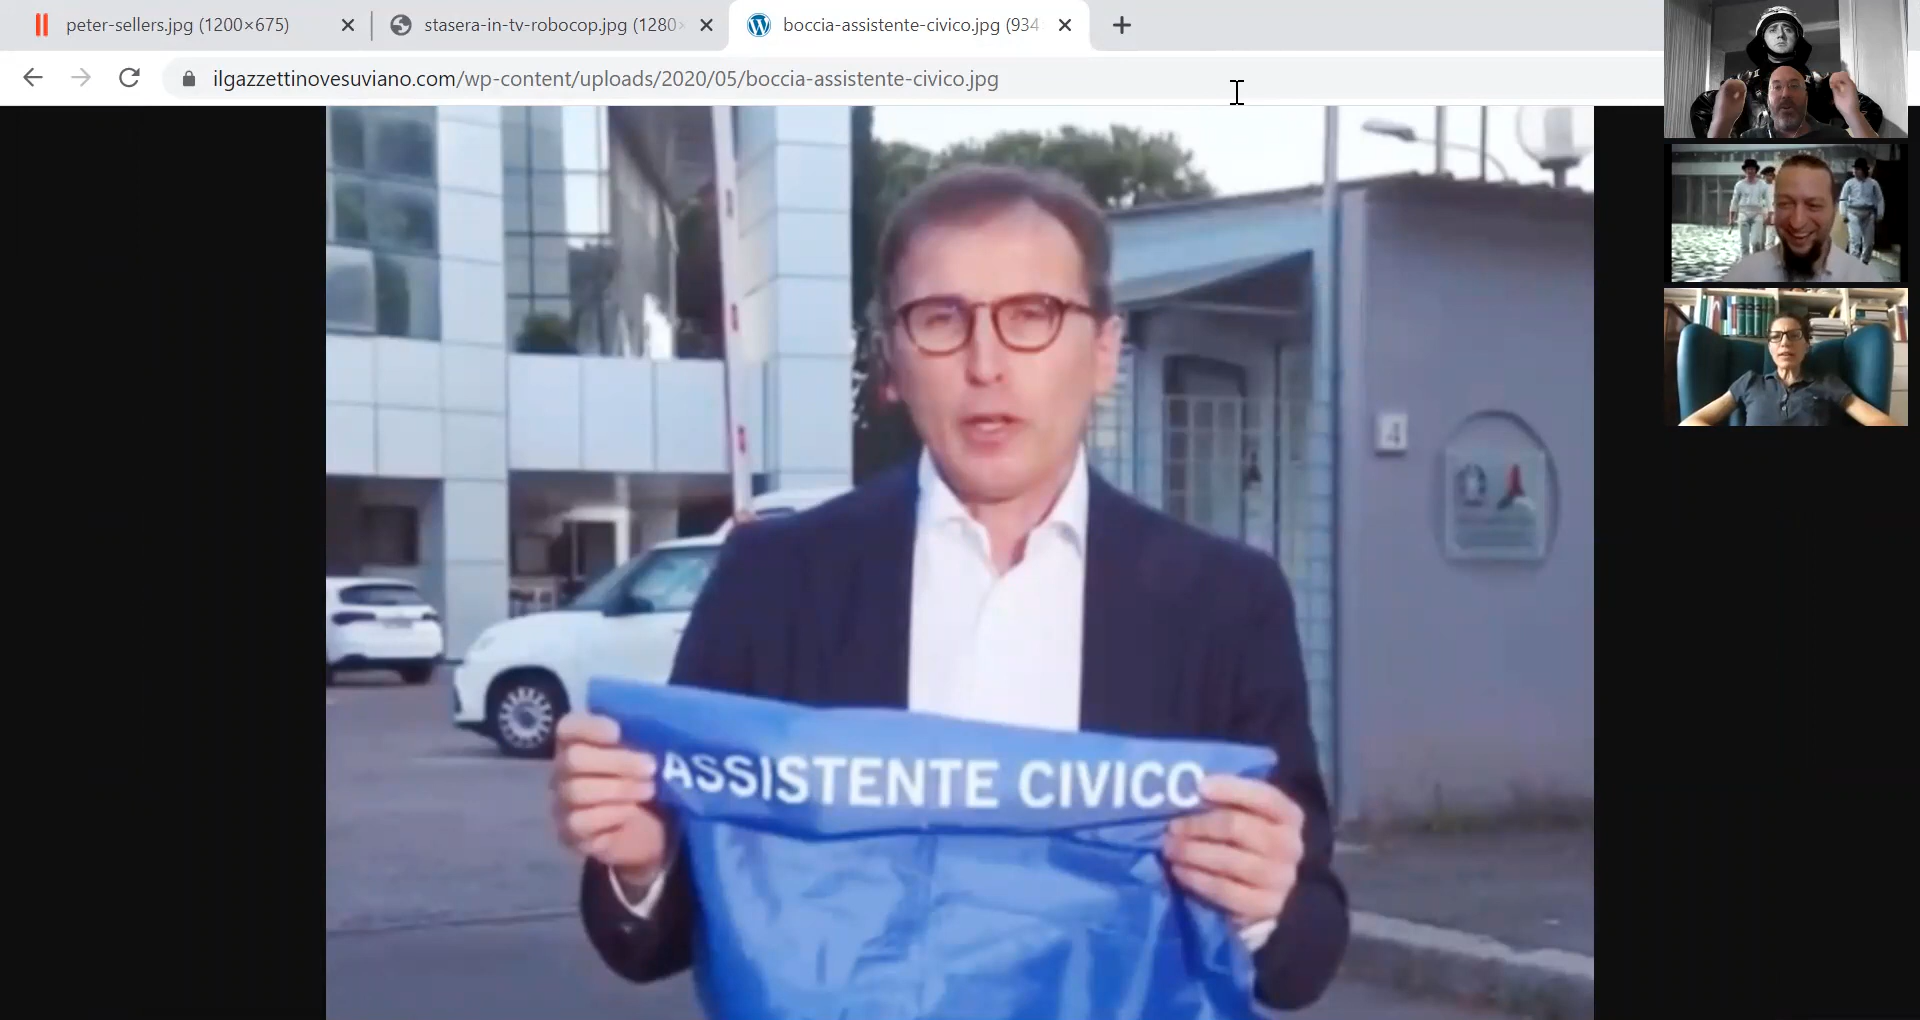 peter-sellers.jpg (1200×675)
stasera-in-tv-robocop.jpg (1280×
boccia-assistente-civico.jpg (934
ilgazzettinovesuviano.com/wp-content/uploads/2020/05/boccia-assistente-civico.jpg
4
ASSISTENTE CIVICO